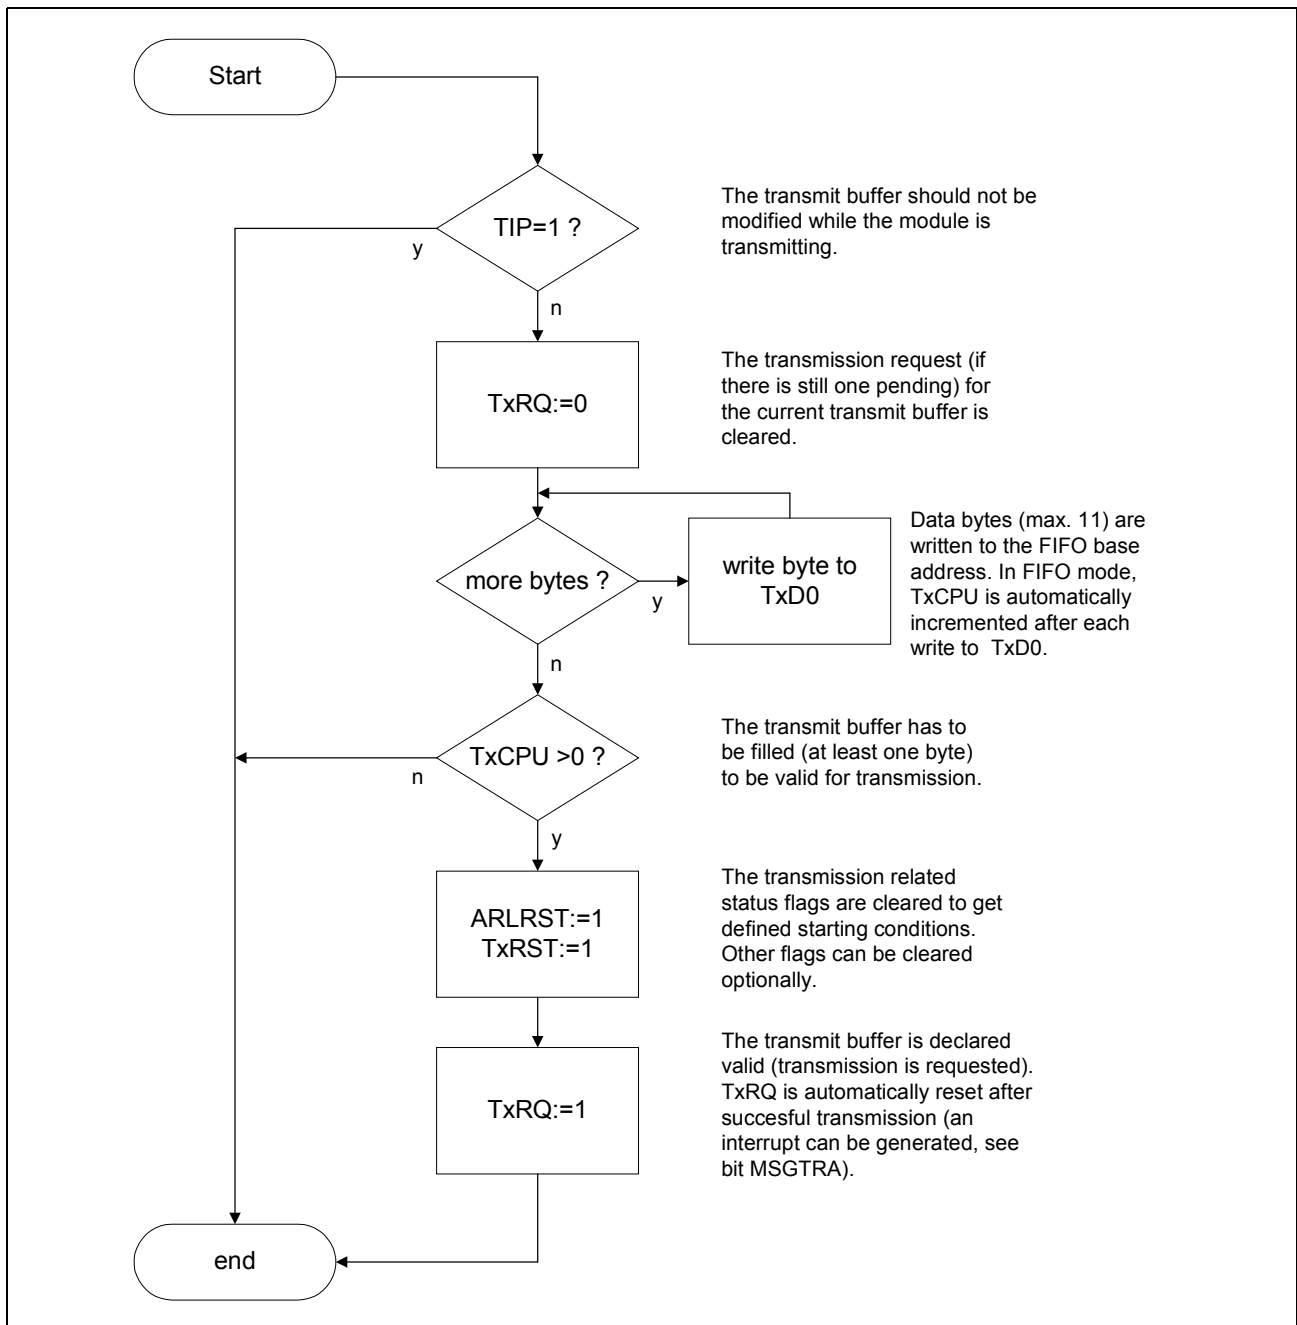 Start
TIP=1 ?
y
n
The transmit buffer should not be
modified while the module is
transmitting.
TxRQ:=0
The transmission request (if
there is still one pending) for
the current transmit buffer is
cleared.
more bytes ?
y
n
write byte to
TxD0
Data bytes (max. 11) are
written to the FIFO base
address. In FIFO mode,
TxCPU is automatically
incremented after each
write to  TxD0.
TxCPU >0 ?
n
y
The transmit buffer has to
be filled (at least one byte)
to be valid for transmission.
ARLRST:=1
TxRST:=1
The transmission related
status flags are cleared to get
defined starting conditions.
Other flags can be cleared
optionally.
TxRQ:=1
The transmit buffer is declared
valid (transmission is requested).
TxRQ is automatically reset after
succesful transmission (an
interrupt can be generated, see
bit MSGTRA).
end